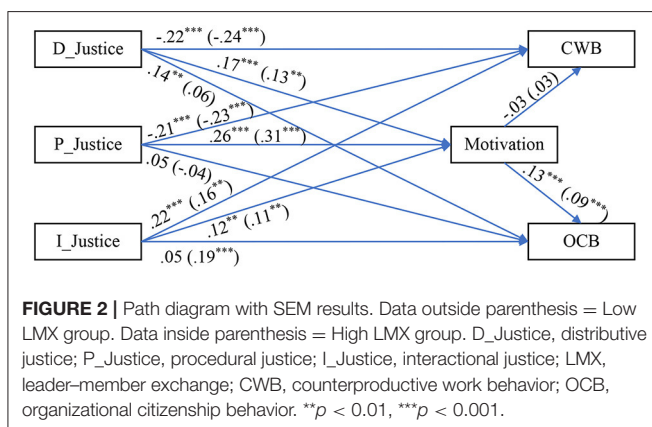 D_Justice
-.22*** (-.24***)
CWB
.17*** (.13**)
.14** (.06)
-.03 (.03)
P_Justice
-.21*** (-.23***)
.26*** (.31***)
Motivation
.05 (-.04)
.13*** (.09***)
.22*** (.16**)
.12** (.11**)
I_Justice
.05 (.19***)
OCB
FIGURE 2 | Path diagram with SEM results. Data outside parenthesis = Low
LMX group. Data inside parenthesis = High LMX group. D_Justice, distributive
justice; P_Justice, procedural justice; I_Justice, interactional justice; LMX,
leader–member exchange; CWB, counterproductive work behavior; OCB,
organizational citizenship behavior. **p < 0.01, ***p < 0.001.